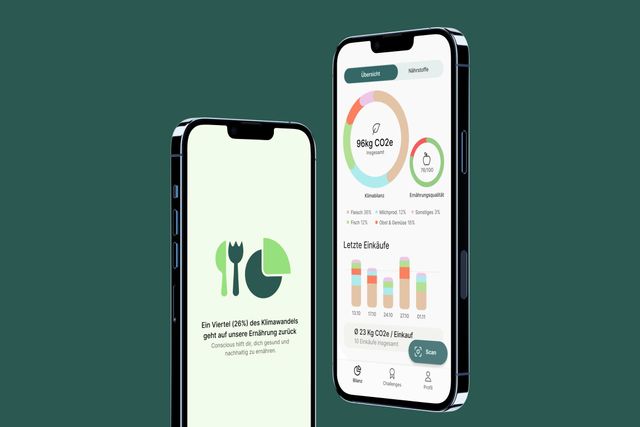 Ein Viertel (26%) des Klimawandels
geht auf unsere Ernährung zurück
Conscious hilft dir, dich gesund und
nachhaltig zu ernähren.
Übersicht
Nährstoffe
96kg CO2e
Insgesamt
Klimabilanz
78/100
Ernährungsqualität
Fleisch 36% Milchprod. 12% Sonstiges 3%
Fisch 12% Obst & Gemüse 16%
Letzte Einkäufe
13.10 17.10 24.10 27.10 01.11
Ø 23 Kg CO2e / Einkauf
10 Einkäufe insgesamt
Scan
Bilanz Challenges Profil